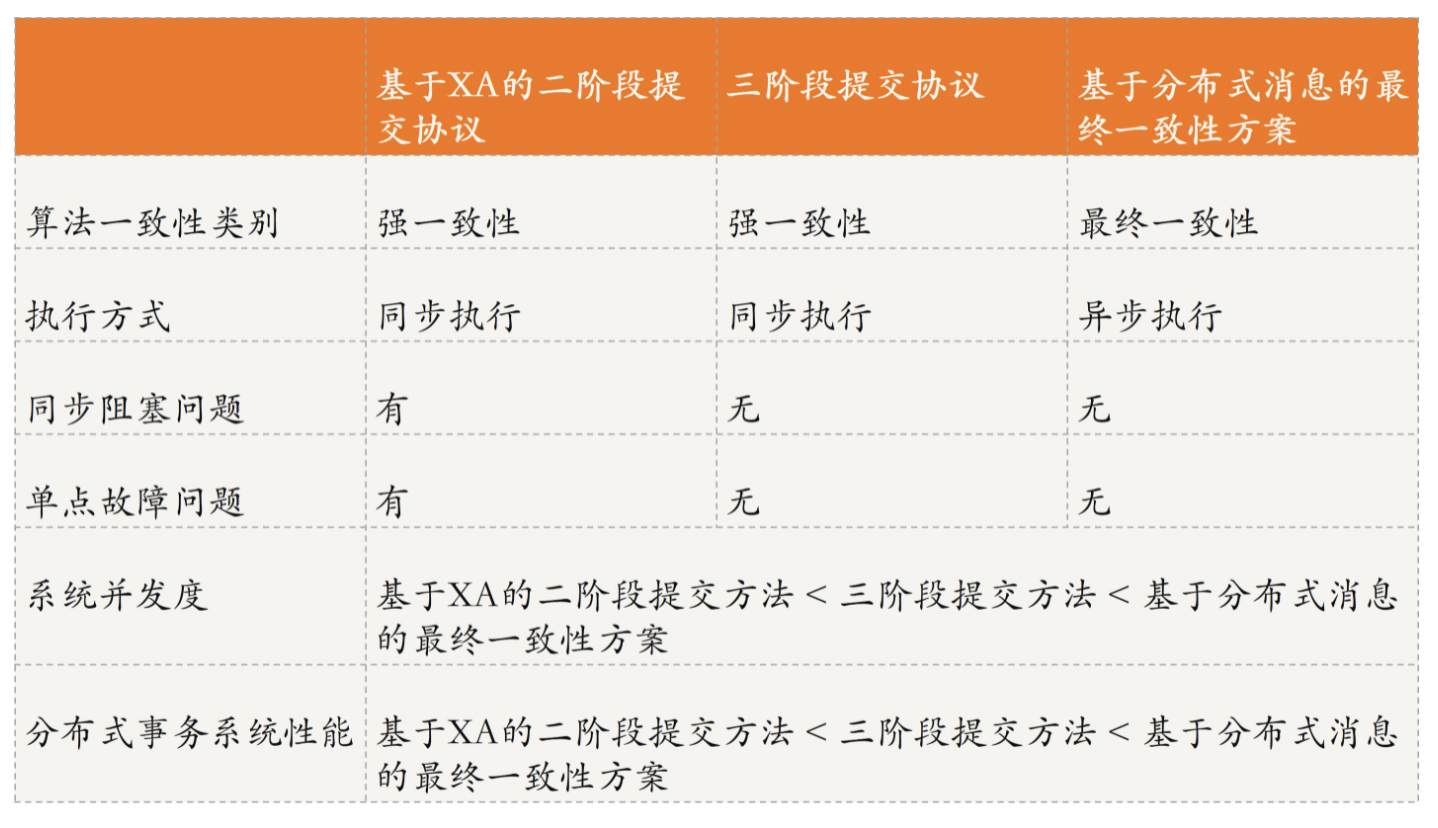 基于XA的二阶段提
交协议
三阶段提交协议
基于分布式消息的最
终一致性方案
算法一致性类别
强一致性
强一致性
最终一致性
执行方式
同步执行
同步执行
异步执行
同步阻塞问题
有
无
无
单点故障问题
有
无
无
系统并发度
基于XA的二阶段提交方法 < 三阶段提交方法 < 基于分布式消息
的最终一致性方案
分布式事务系统性能
基于XA的二阶段提交方法 < 三阶段提交方法 < 基于分布式消息
的最终一致性方案